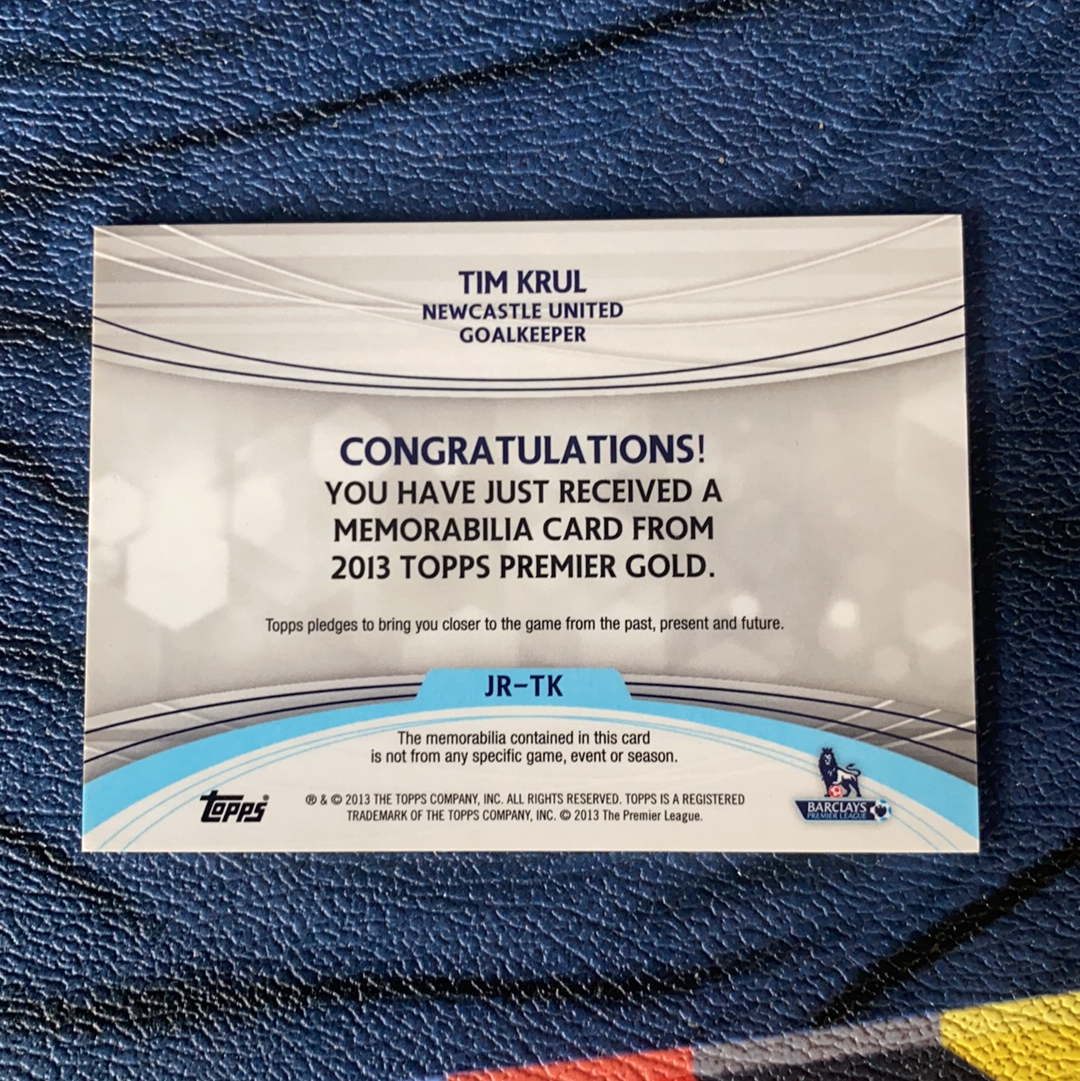 TIM KRUL
NEWCASTLE UNITED
GOALKEEPER
CONGRATULATIONS!
YOU HAVE JUST RECEIVED A
MEMORABILIA CARD FROM
2013 TOPPS PREMIER GOLD.
Topps pledges to bring you closer to the game from the past, present and future.
JR-TK
The memorabilia contained in this card
is not from any specific game, event or season.
topps®
® & © 2013 THE TOPPS COMPANY, INC. ALL RIGHTS RESERVED. TOPPS IS A REGISTERED
TRADEMARK OF THE TOPPS COMPANY, INC. © 2013 The Premier League.
BARCLAYS
PREMIER LEAGUE